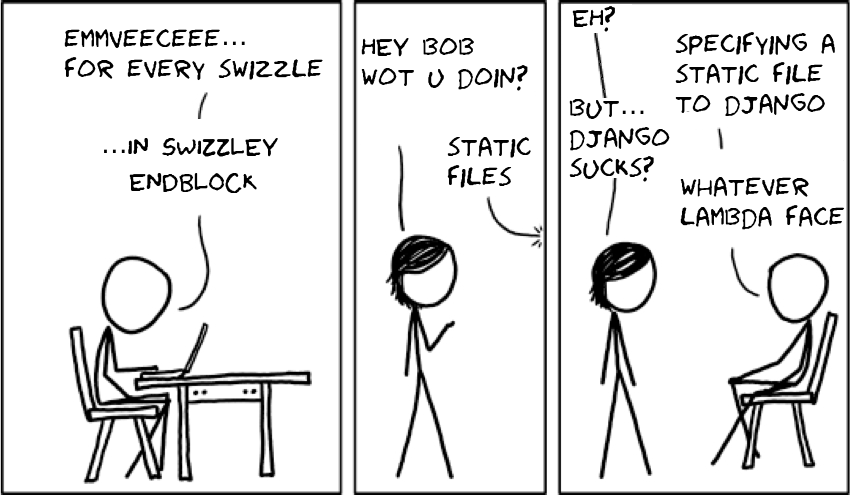 EMMVEECEEE...
FOR EVERY SWIZZLE
...IN SWIZZLEY
ENDBLOCK
HEY BOB
WOT U DOIN?
STATIC
FILES
EH?
BUT...
DJANGO
SUCKS?
SPECIFYING A
STATIC FILE
TO DJANGO
WHATEVER
LAMBDA FACE